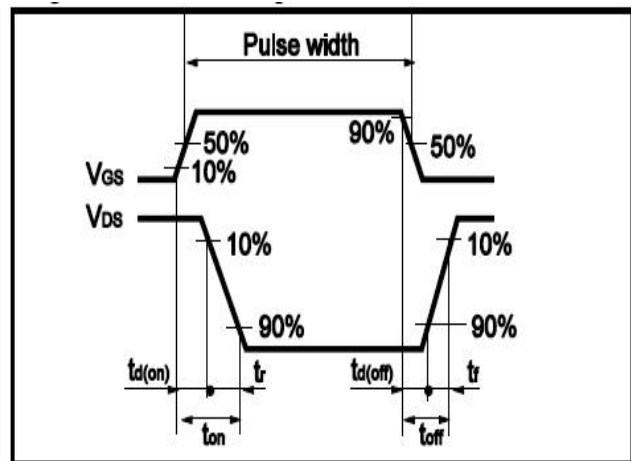 Pulse width
90%
50%
50%
VGS
10%
VDS
10%
10%
90%
90%
td(on)
tr
td(off)
tf
ton
toff